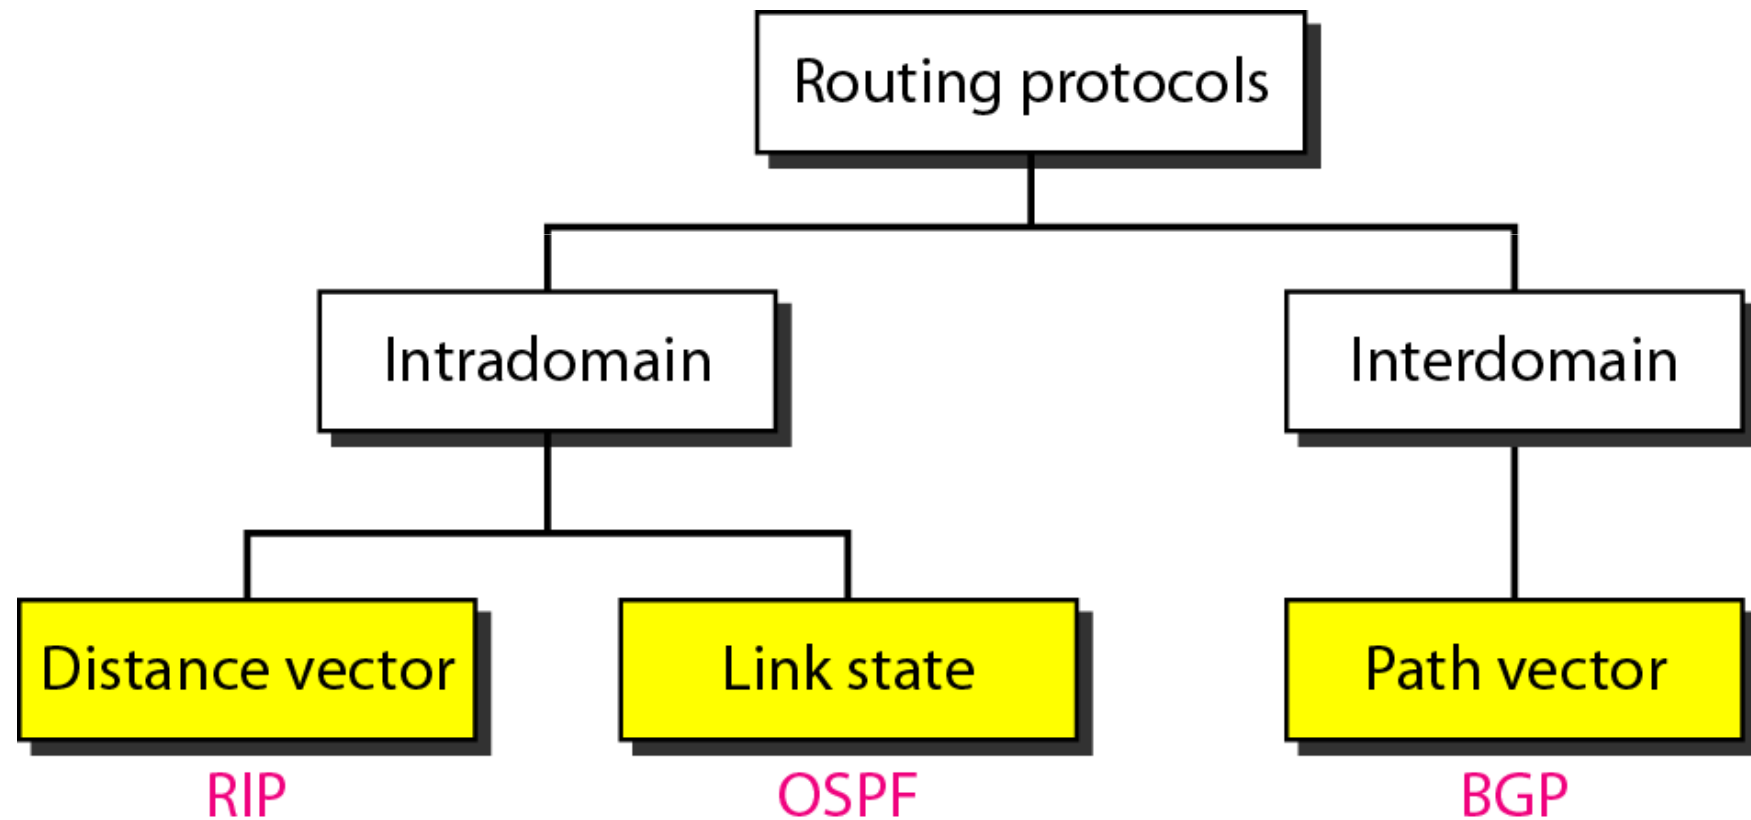 Routing protocols
Intradomain
Interdomain
Distance vector
Link state
Path vector
RIP
OSPF
BGP